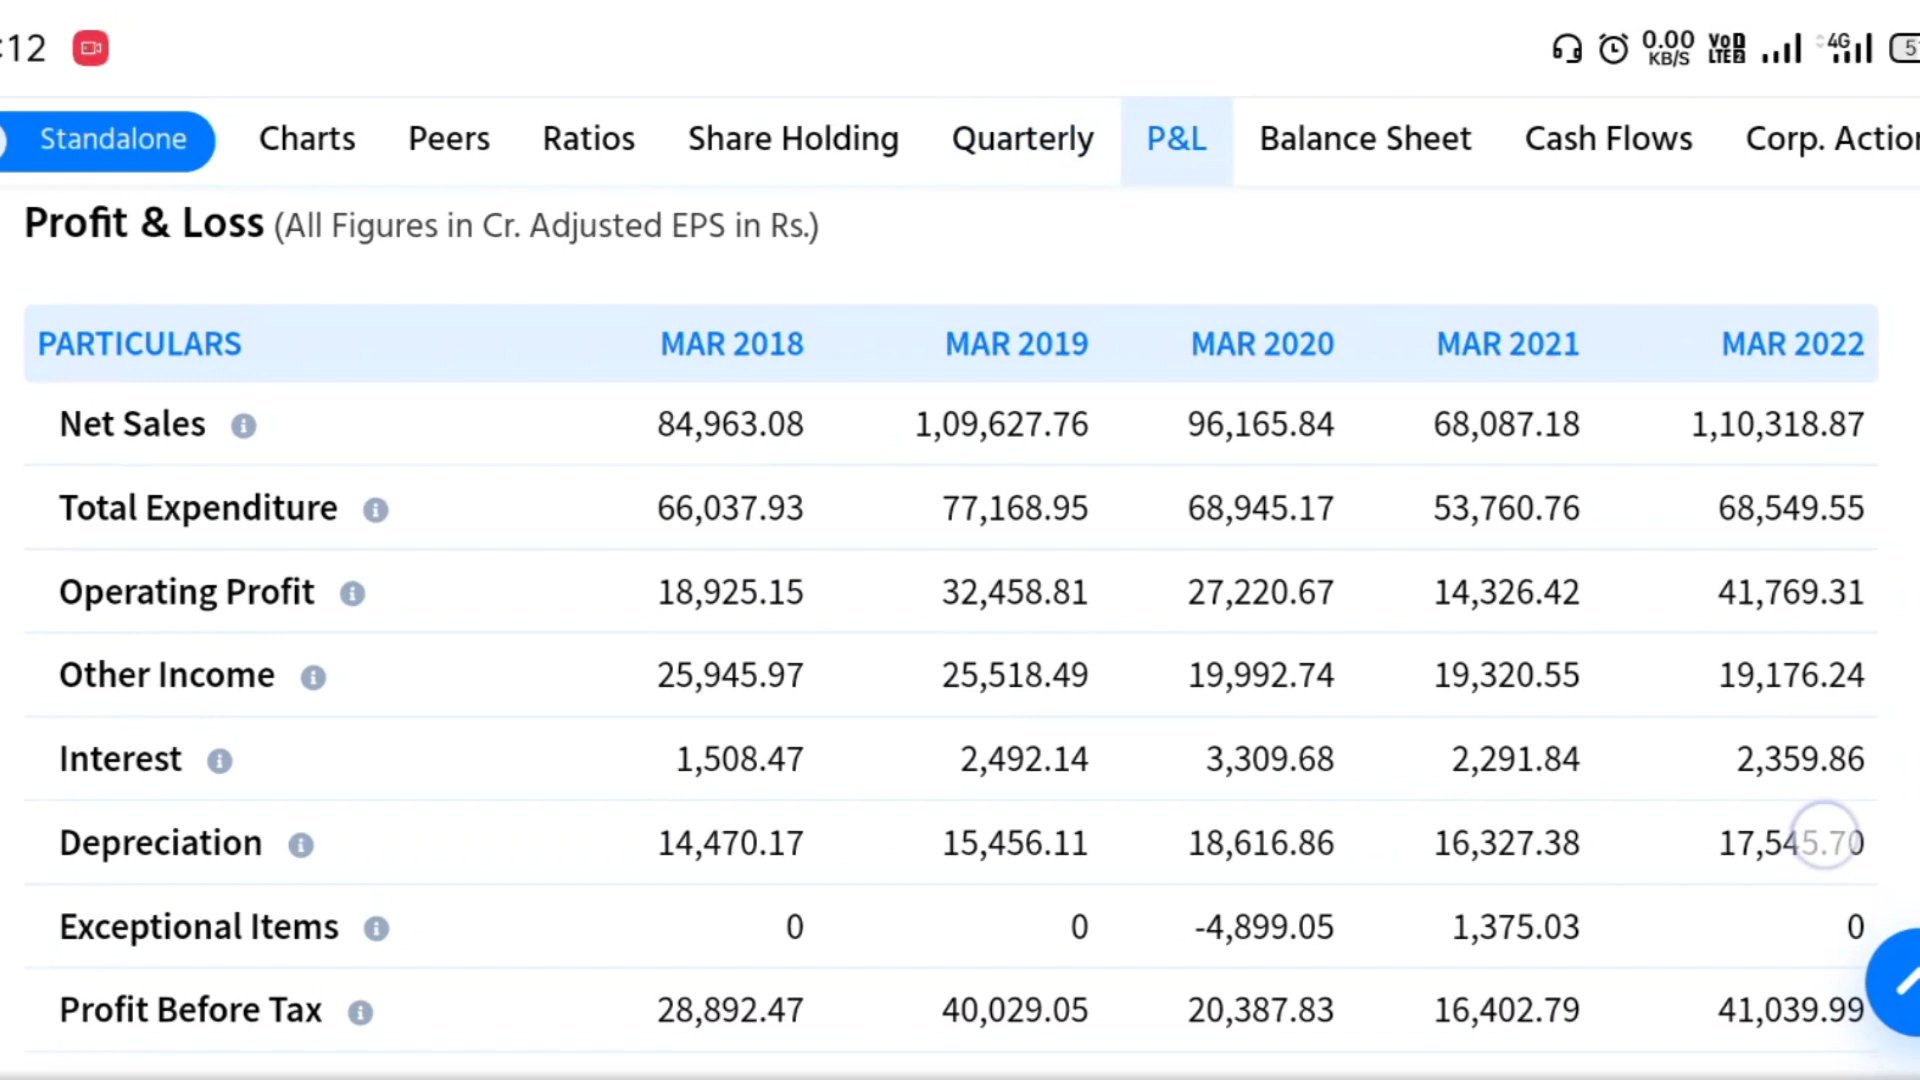 :12 0.00 KB/S VoD LTE2 4G 5
Standalone Charts Peers Ratios Share Holding Quarterly P&L Balance Sheet Cash Flows Corp. Action
Profit & Loss (All Figures in Cr. Adjusted EPS in Rs.)
PARTICULARS MAR 2018 MAR 2019 MAR 2020 MAR 2021 MAR 2022
Net Sales 84,963.08 1,09,627.76 96,165.84 68,087.18 1,10,318.87
Total Expenditure 66,037.93 77,168.95 68,945.17 53,760.76 68,549.55
Operating Profit 18,925.15 32,458.81 27,220.67 14,326.42 41,769.31
Other Income 25,945.97 25,518.49 19,992.74 19,320.55 19,176.24
Interest 1,508.47 2,492.14 3,309.68 2,291.84 2,359.86
Depreciation 14,470.17 15,456.11 18,616.86 16,327.38 17,545.70
Exceptional Items 0 0 -4,899.05 1,375.03 0
Profit Before Tax 28,892.47 40,029.05 20,387.83 16,402.79 41,039.99